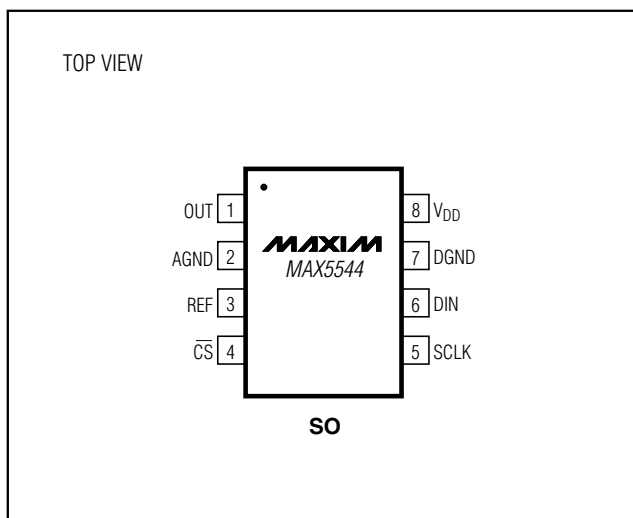 TOP VIEW
OUT 1 8 VDD
MAXIM
AGND 2 7 DGND
MAX5544
REF 3 6 DIN
C̅S̅ 4 5 SCLK
SO